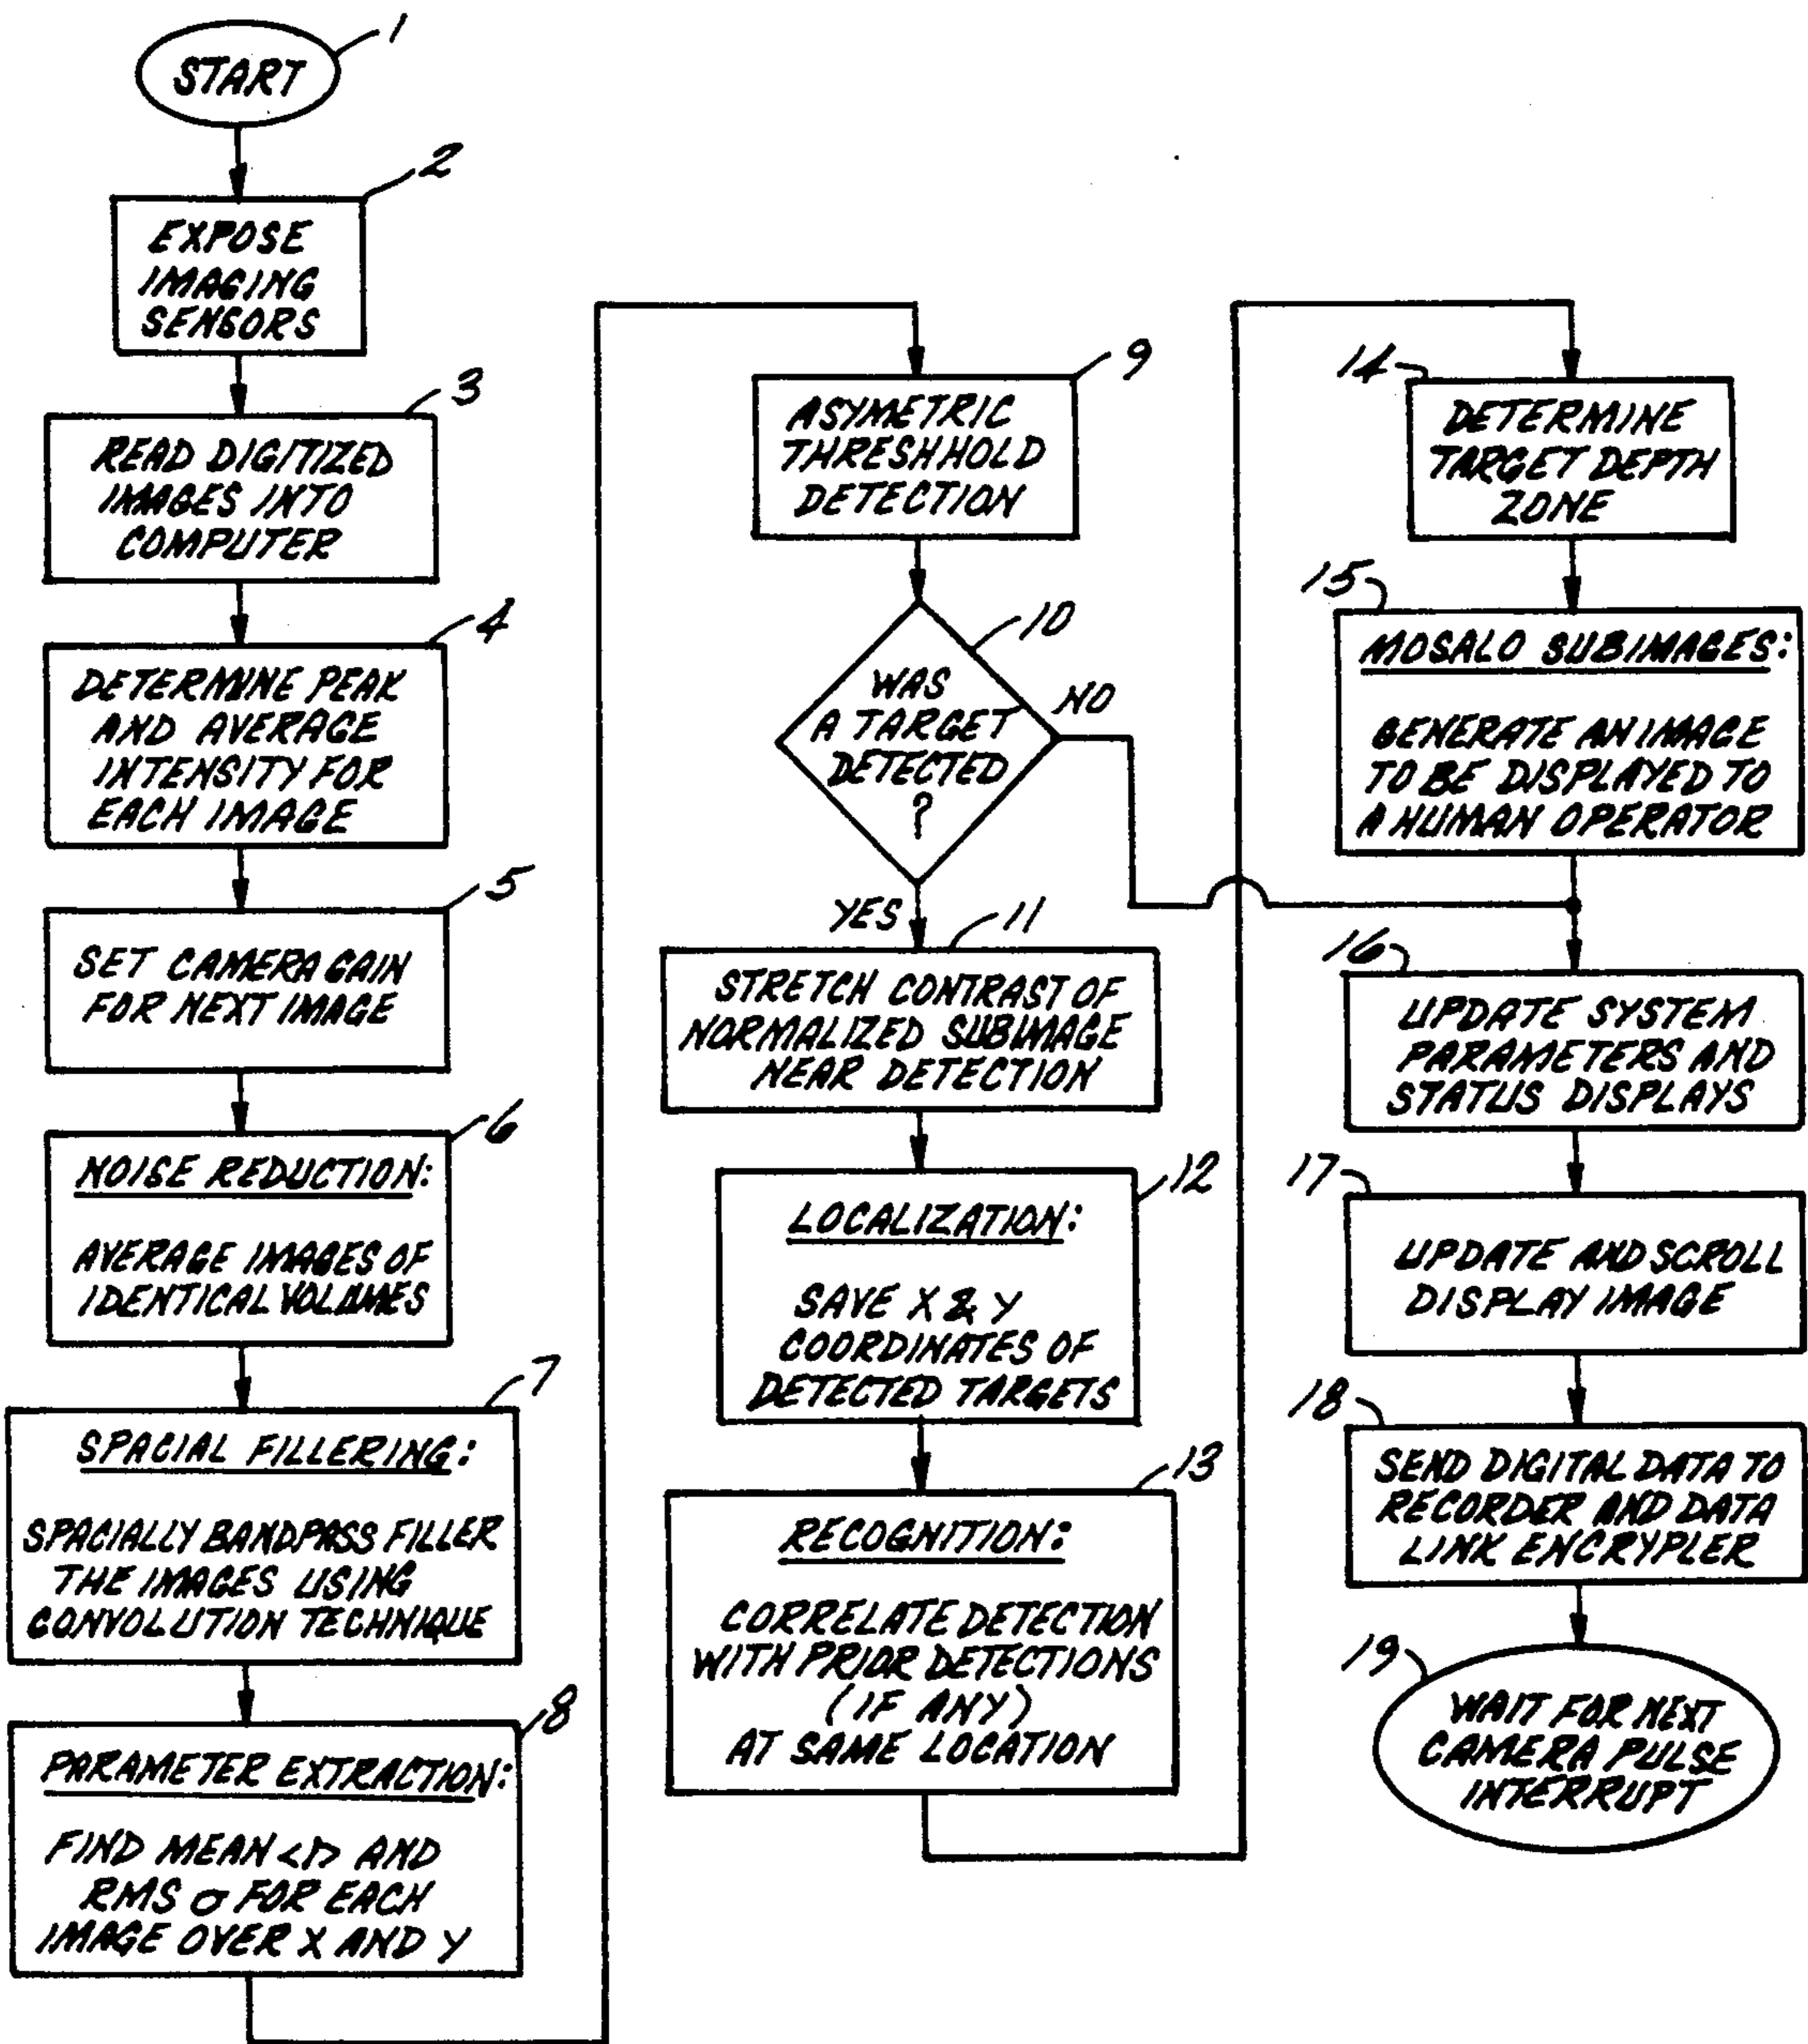 1
START
2
EXPOSE
IMAGING
SENSORS
3
READ DIGITIZED
IMAGES INTO
COMPUTER
4
DETERMINE PEAK
AND AVERAGE
INTENSITY FOR
EACH IMAGE
5
SET CAMERA GAIN
FOR NEXT IMAGE
6
NOISE REDUCTION:
AVERAGE IMAGES OF
IDENTICAL VOLUMES
7
SPACIAL FILLERING:
SPACIALLY BANDPASS FILLER
THE IMAGES USING
CONVOLUTION TECHNIQUE
8
PARAMETER EXTRACTION:
FIND MEAN <I> AND
RMS σ FOR EACH
IMAGE OVER X AND Y
9
ASYMETRIC
THRESHHOLD
DETECTION
10
WAS
A TARGET
DETECTED
?
NO
YES
11
STRETCH CONTRAST OF
NORMALIZED SUBIMAGE
NEAR DETECTION
12
LOCALIZATION:
SAVE X & Y
COORDINATES OF
DETECTED TARGETS
13
RECOGNITION:
CORRELATE DETECTION
WITH PRIOR DETECTIONS
(IF ANY)
AT SAME LOCATION
14
DETERMINE
TARGET DEPTH
ZONE
15
MOSALO SUBIMAGES:
GENERATE AN IMAGE
TO BE DISPLAYED TO
A HUMAN OPERATOR
16
UPDATE SYSTEM
PARAMETERS AND
STATUS DISPLAYS
17
UPDATE AND SCROLL
DISPLAY IMAGE
18
SEND DIGITAL DATA TO
RECORDER AND DATA
LINK ENCRYPLER
19
WAIT FOR NEXT
CAMERA PULSE
INTERRUPT